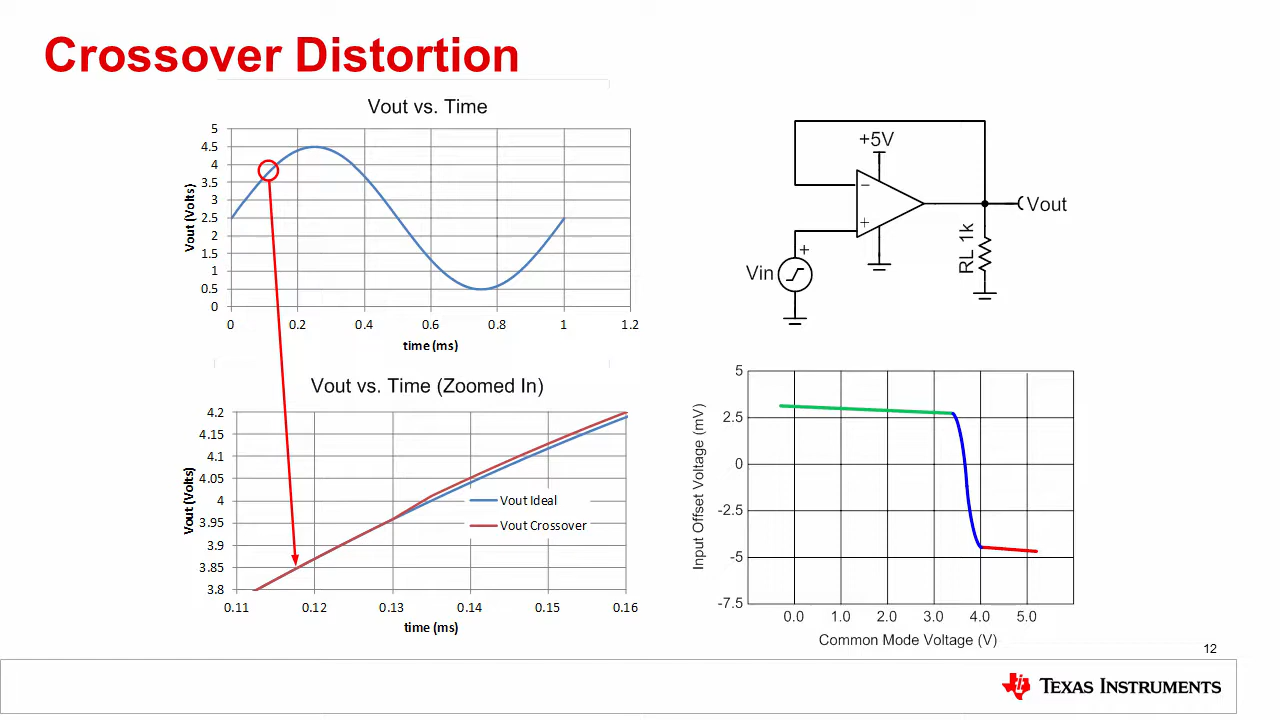 Crossover Distortion
Vout vs. Time
5
4.5
4
3.5
3
2.5
2
1.5
1
0.5
0
Vout (Volts)
0 0.2 0.4 0.6 0.8 1 1.2
time (ms)
Vout vs. Time (Zoomed In)
4.2
4.15
4.1
4.05
4
3.95
3.9
3.85
3.8
Vout (Volts)
Vout Ideal
Vout Crossover
0.11 0.12 0.13 0.14 0.15 0.16
time (ms)
+5V
−
+
Vout
RL 1k
+
Vin
5
2.5
0
-2.5
-5
-7.5
Input Offset Voltage (mV)
0.0 1.0 2.0 3.0 4.0 5.0
Common Mode Voltage (V)
12
TEXAS INSTRUMENTS